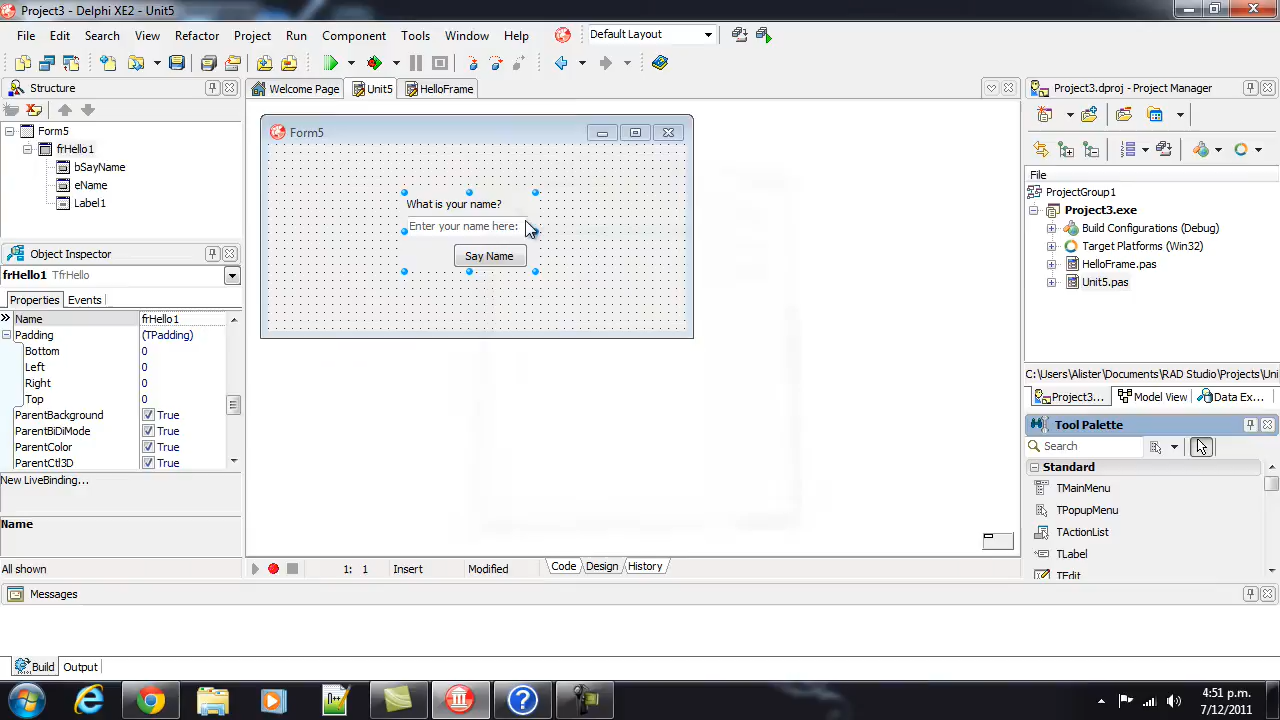 Project3 - Delphi XE2 - Unit5
File Edit Search View Refactor Project Run Component Tools Window Help Default Layout
Structure
Welcome Page Unit5 HelloFrame
Project3.dproj - Project Manager
Form5
frHello1
bSayName
eName
Label1
Form5
What is your name?
Enter your name here:
Say Name
File
ProjectGroup1
Project3.exe
Build Configurations (Debug)
Target Platforms (Win32)
HelloFrame.pas
Unit5.pas
Object Inspector
frHello1 TfrHello
Properties Events
Name frHello1
Padding (TPadding)
Bottom 0
Left 0
Right 0
Top 0
ParentBackground True
ParentBiDiMode True
ParentColor True
ParentCtl3D True
New LiveBinding...
Name
All shown
C:\Users\Alister\Documents\RAD Studio\Projects\Uni
Project3... Model View Data Ex...
Tool Palette
Search
Standard
TMainMenu
TPopupMenu
TActionList
TLabel
TEdit
1: 1 Insert Modified Code Design History
Messages
Build Output
4:51 p.m.
7/12/2011